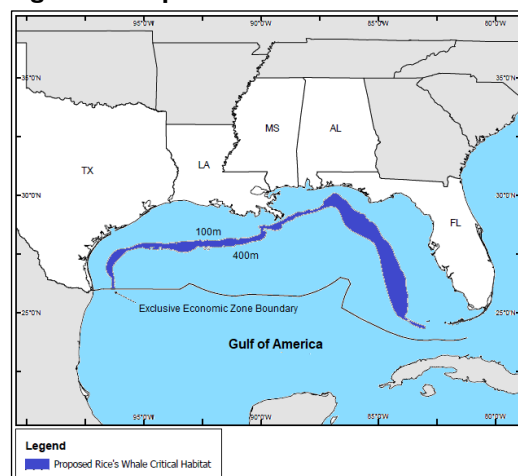 95°0'W 90°0'W 85°0'W 80°0'W
35°0'N 35°0'N
MS AL
LA
TX
30°0'N 30°0'N
FL
100m
400m
25°0'N 25°0'N
Exclusive Economic Zone Boundary
Gulf of America
95°0'W 90°0'W 85°0'W 80°0'W
Legend
Proposed Rice's Whale Critical Habitat